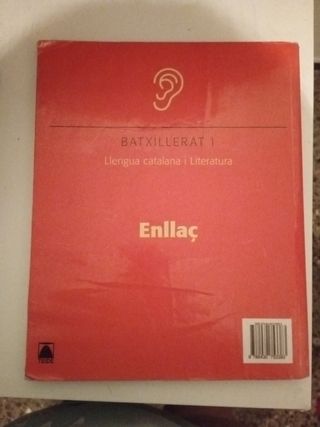 BATXILLERAT 1
Llengua catalana i Literatura
Enllaç